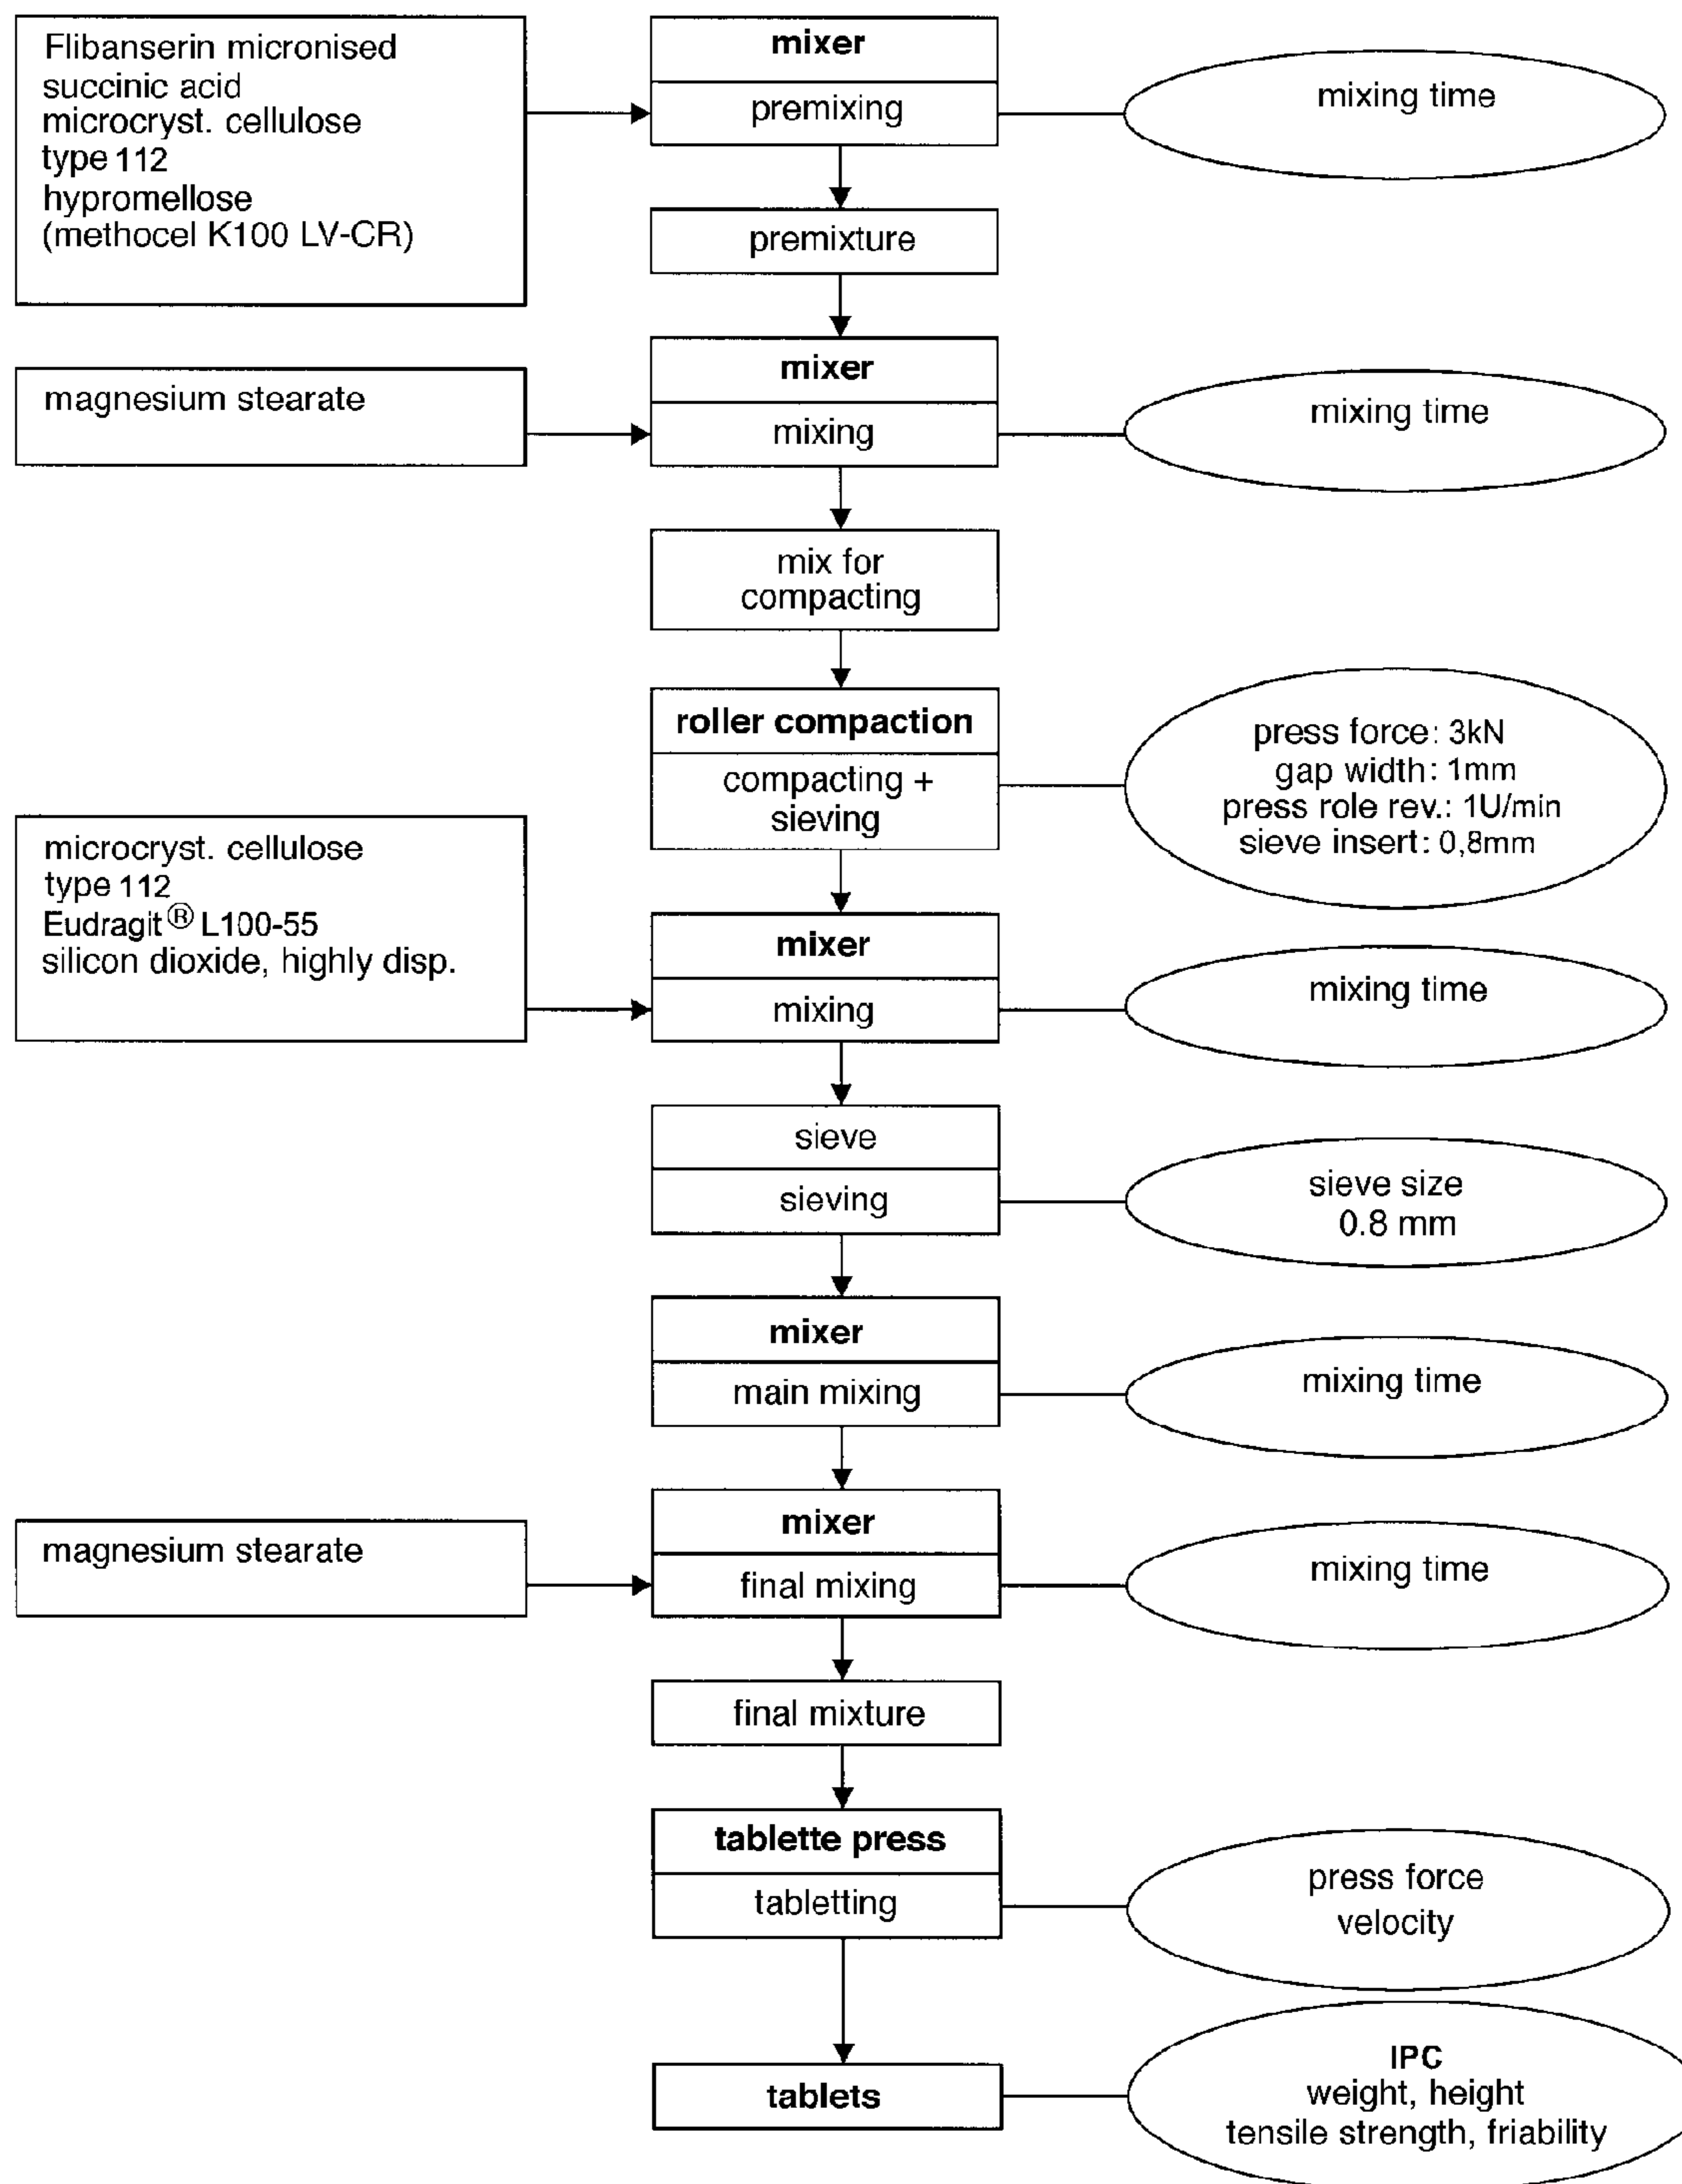 Flibanserin micronised
succinic acid
microcryst. cellulose
type 112
hypromellose
(methocel K100 LV-CR)
mixer
premixing
mixing time
premixture
magnesium stearate
mixer
mixing
mixing time
mix for
compacting
roller compaction
compacting +
sieving
press force: 3kN
gap width: 1mm
press role rev.: 1U/min
sieve insert: 0,8mm
microcryst. cellulose
type 112
Eudragit® L100-55
silicon dioxide, highly disp.
mixer
mixing
mixing time
sieve
sieving
sieve size
0.8 mm
mixer
main mixing
mixing time
magnesium stearate
mixer
final mixing
mixing time
final mixture
tablette press
tabletting
press force
velocity
tablets
IPC
weight, height
tensile strength, friability